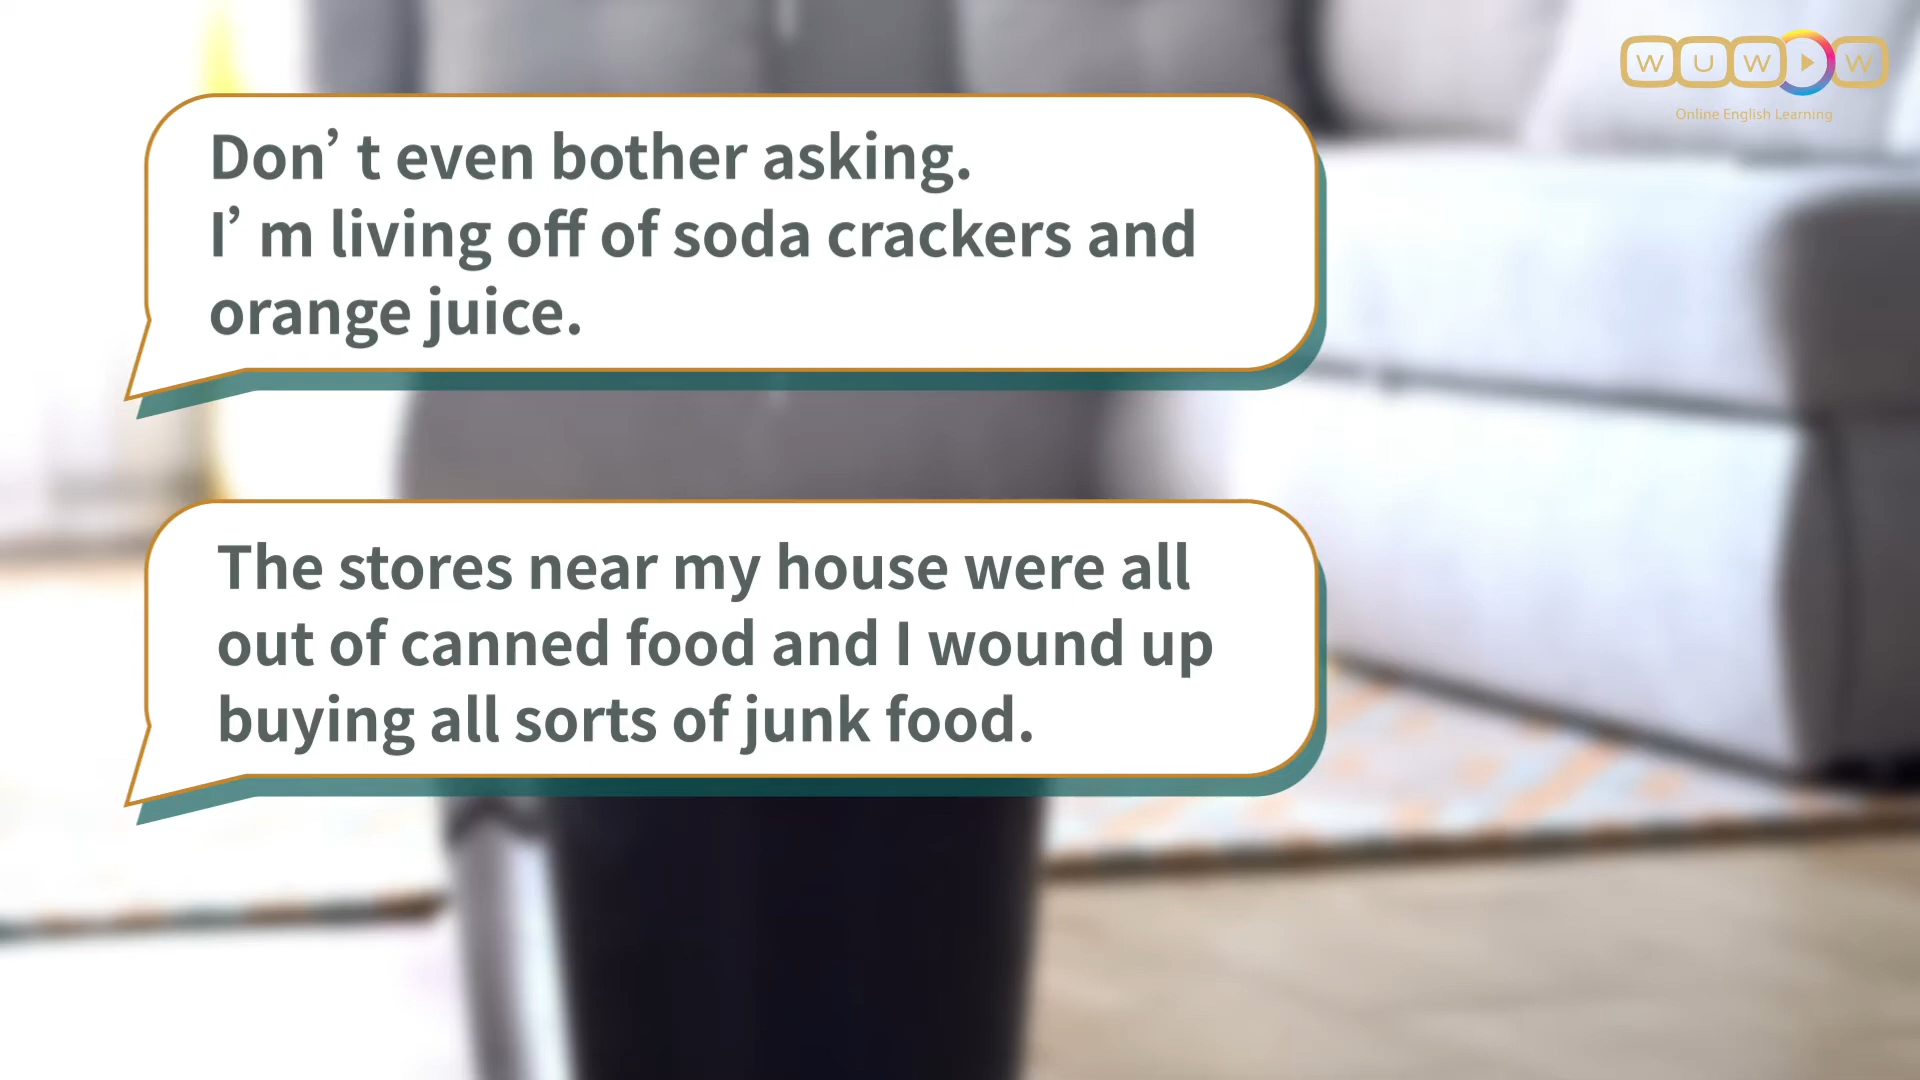 WUWOW
Online English Learning
Don’ t even bother asking.
I’ m living off of soda crackers and
orange juice.
The stores near my house were all
out of canned food and I wound up
buying all sorts of junk food.